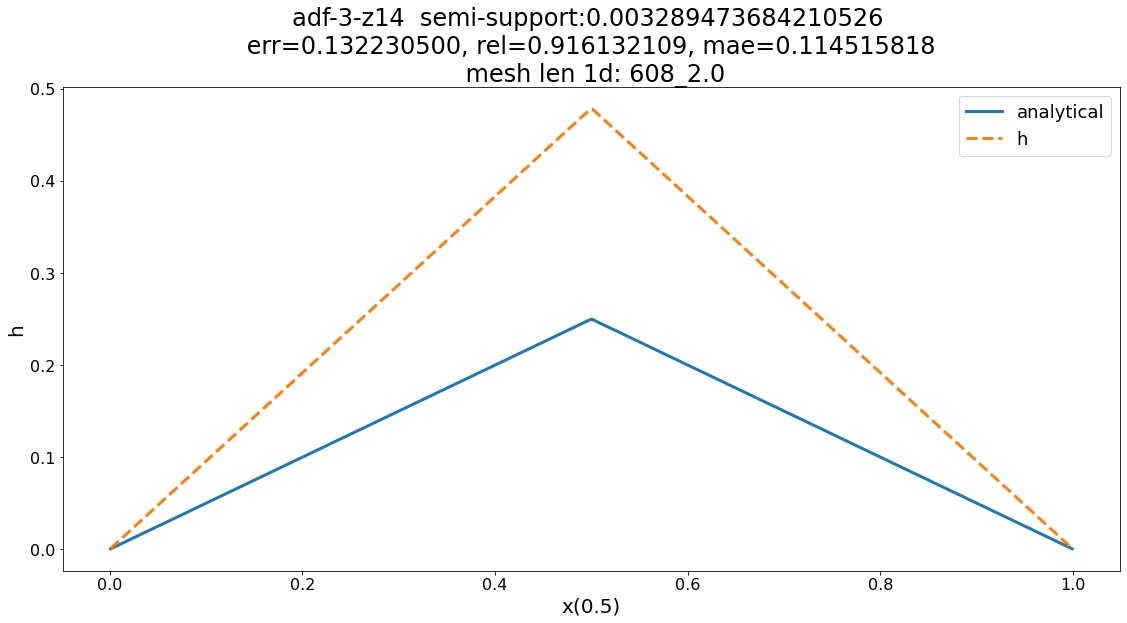 adf-3-z14  semi-support:0.003289473684210526
err=0.132230500, rel=0.916132109, mae=0.114515818
mesh len 1d: 608_2.0
analytical
h
0.5
0.4
0.3
0.2
0.1
0.0
h
0.0 0.2 0.4 0.6 0.8 1.0
x(0.5)